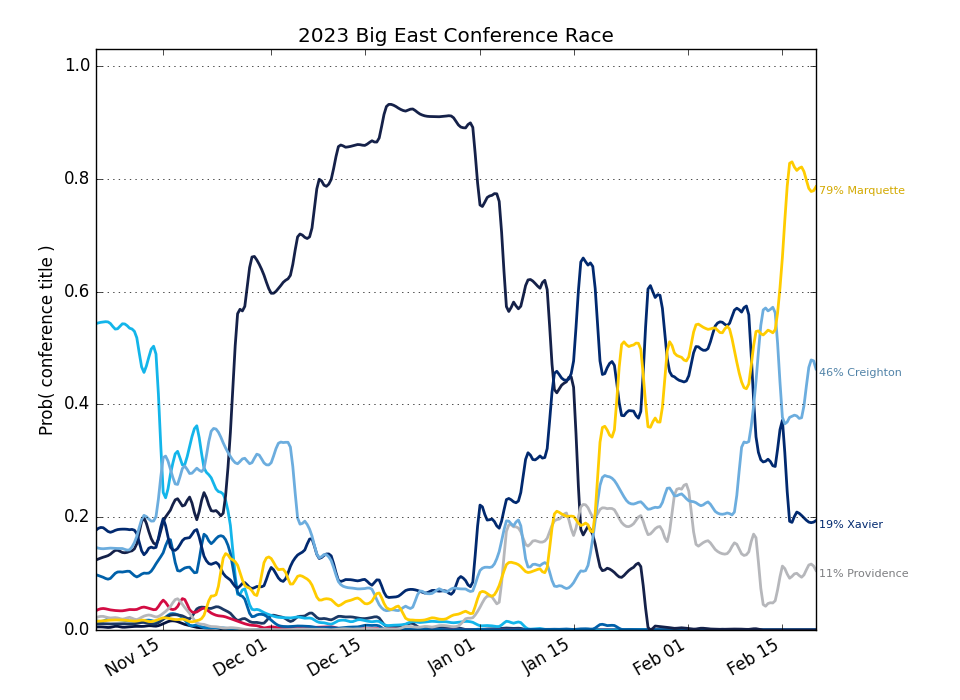 2023 Big East Conference Race
Prob( conference title )
1.0
0.8
0.6
0.4
0.2
0.0
79% Marquette
46% Creighton
19% Xavier
11% Providence
Nov 15
Dec 01
Dec 15
Jan 01
Jan 15
Feb 01
Feb 15